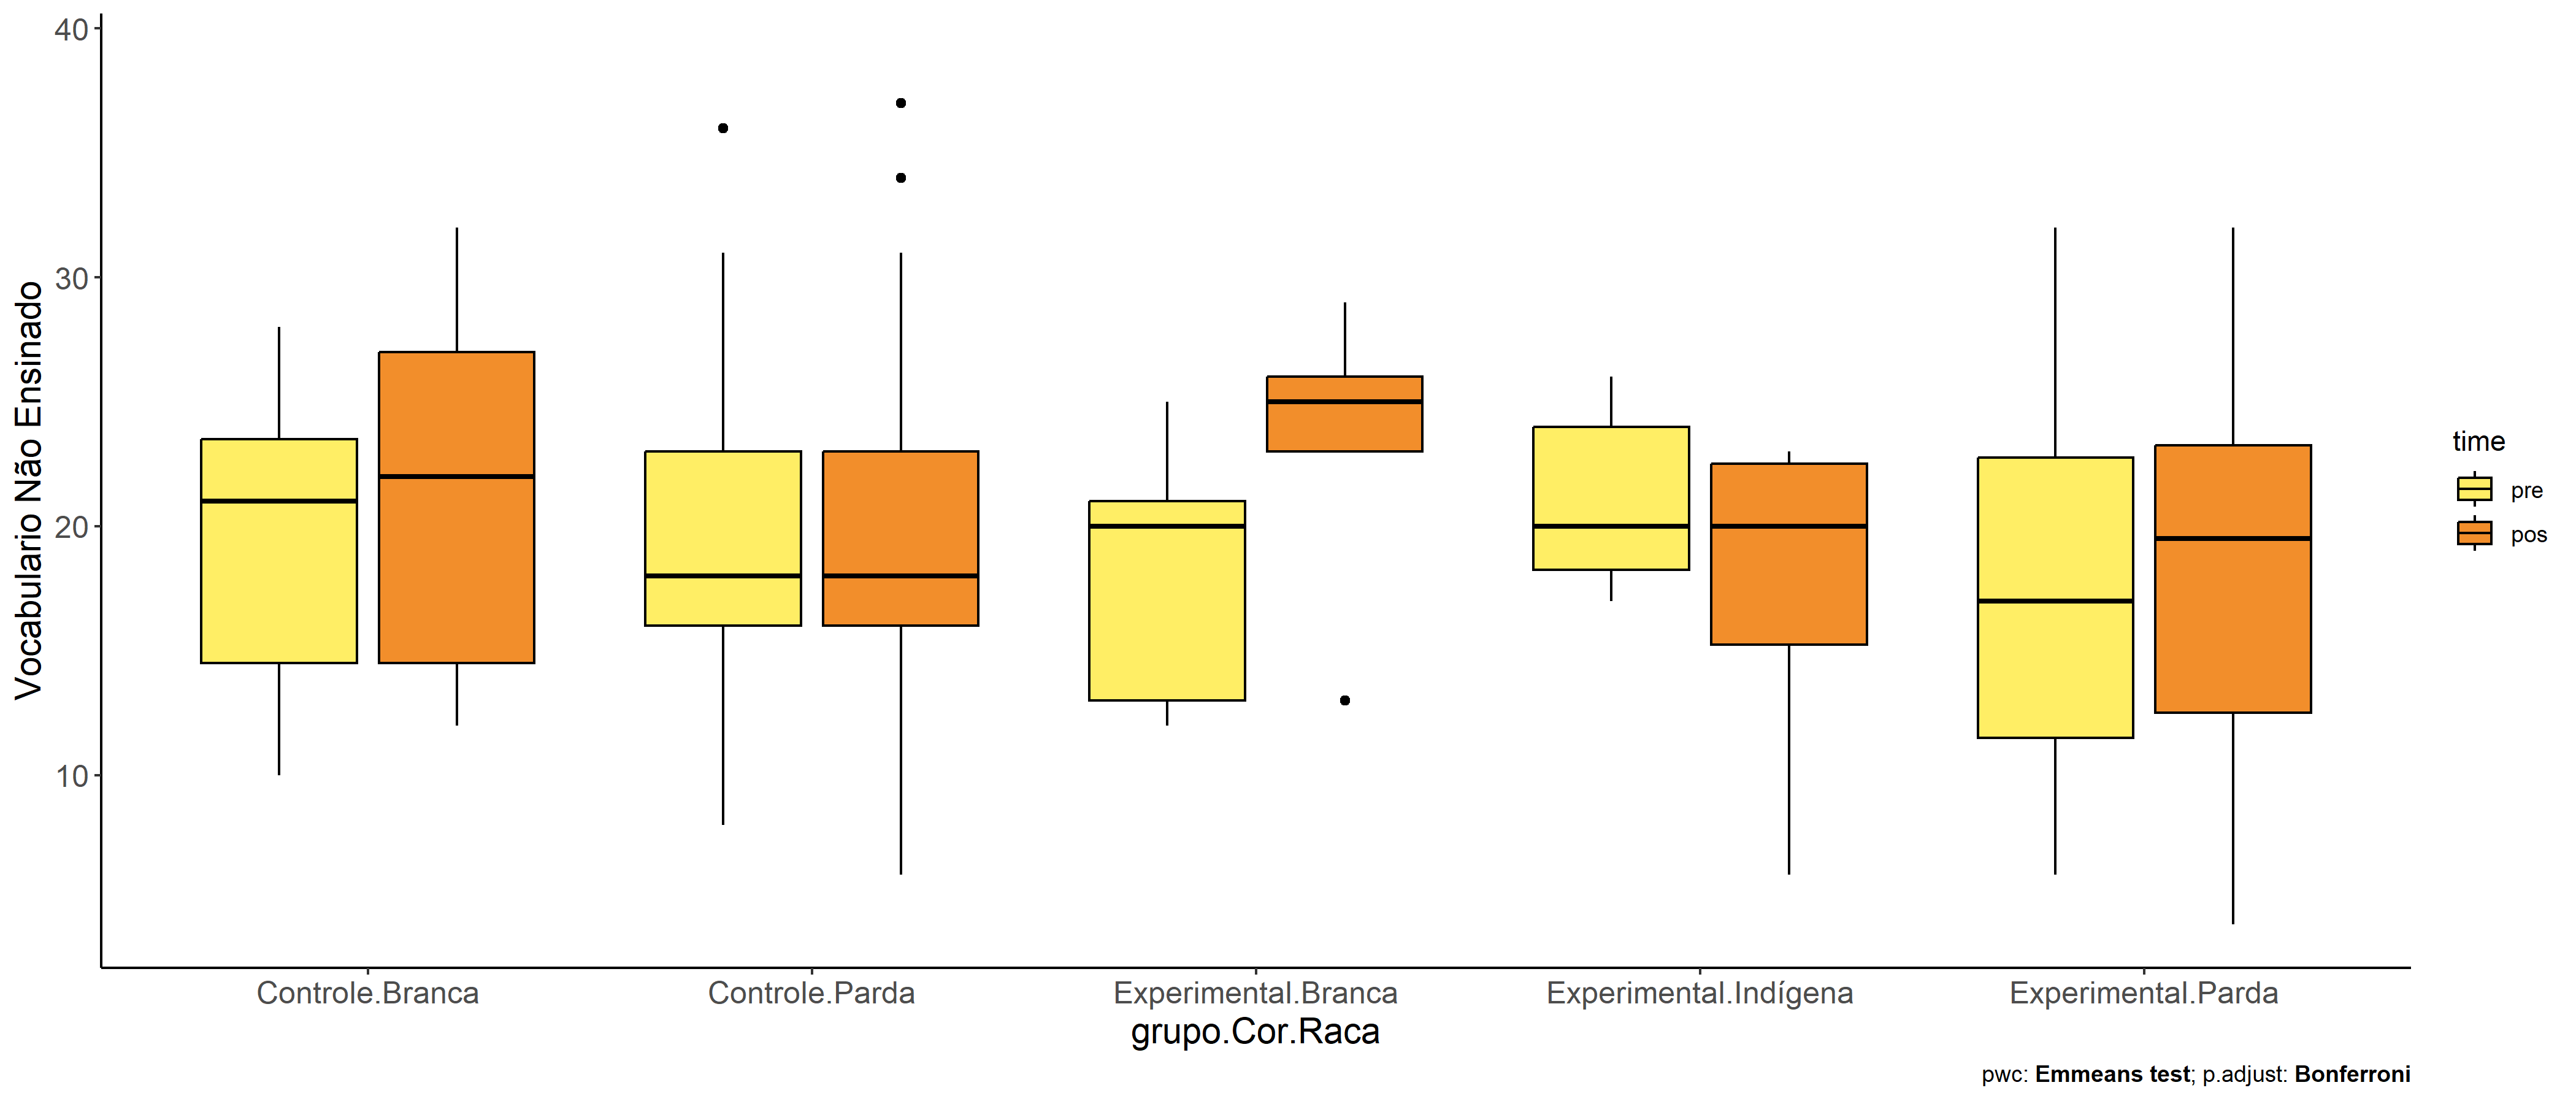 40
30
20
10
Vocabulario Não Ensinado
Controle.Branca
Controle.Parda
Experimental.Branca
Experimental.Indígena
Experimental.Parda
grupo.Cor.Raca
time
pre
pos
pwc: Emmeans test; p.adjust: Bonferroni